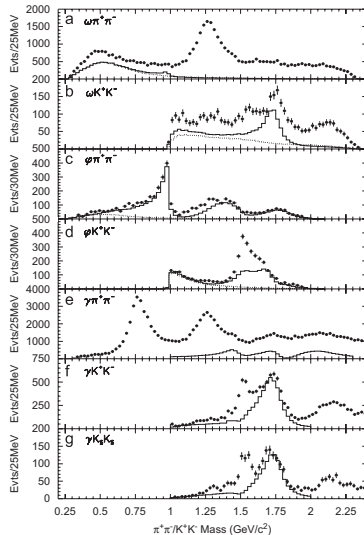 a ωπ⁺π⁻
2000
1500
1000
500
200
Evts/25MeV
b ωK⁺K⁻
150
100
50
500
Evts/25MeV
c φπ⁺π⁻
400
300
200
100
500
Evts/30MeV
d φK⁺K⁻
400
300
200
100
4000
Evts/30MeV
e γπ⁺π⁻
3000
2000
1000
750
Evts/25MeV
f γK⁺K⁻
500
250
200
Evts/25MeV
g γKₛKₛ
150
100
50
0
Evts/25MeV
0.25 0.5 0.75 1 1.25 1.5 1.75 2 2.25 2.5
π⁺π⁻/K⁺K⁻ Mass (GeV/c²)